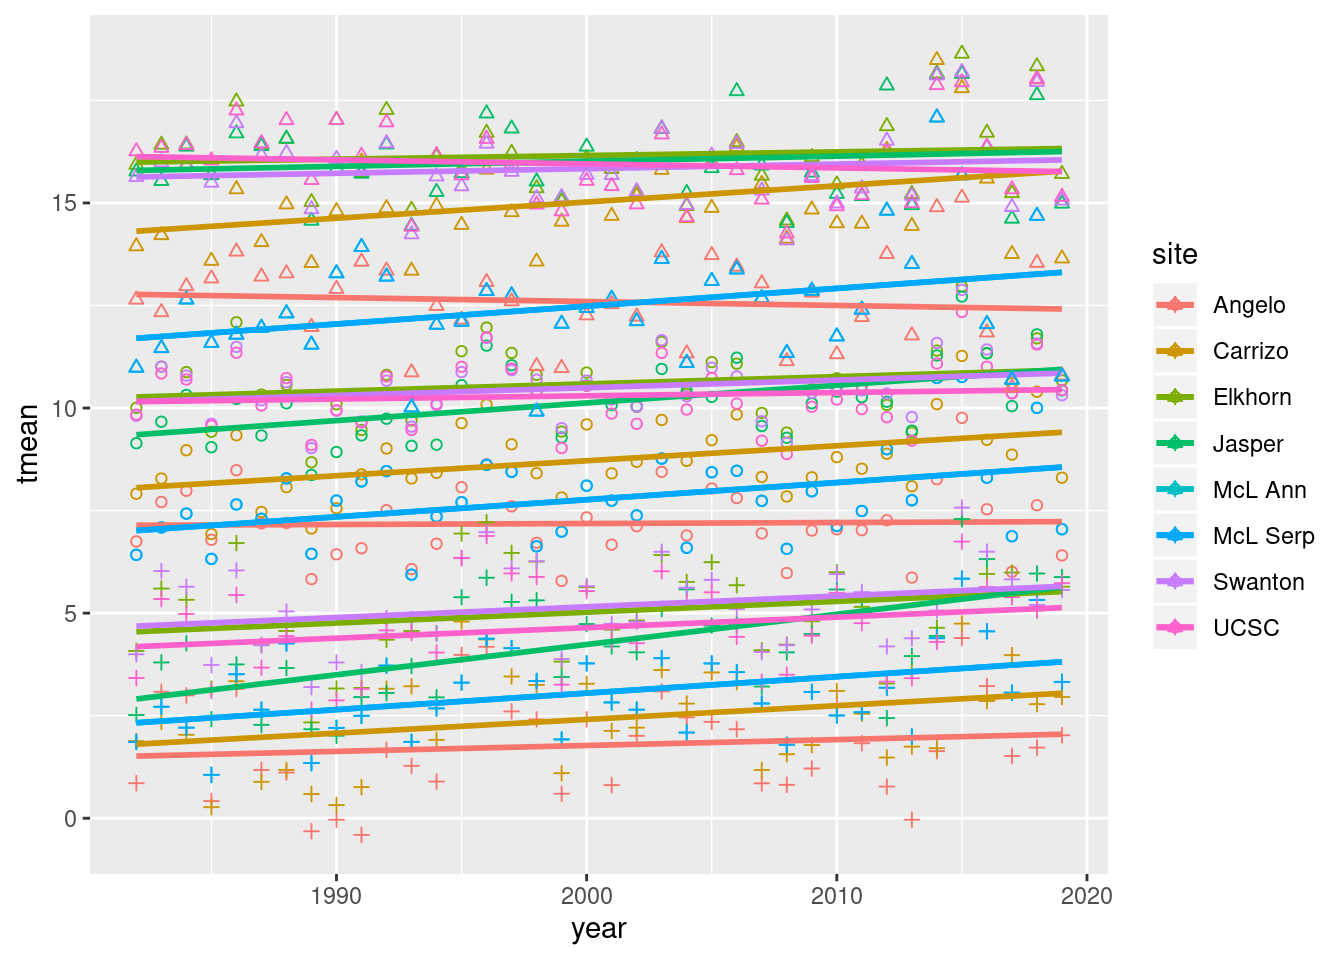 tmean
15
10
5
0
1990
2000
2010
2020
year
site
Angelo
Carrizo
Elkhorn
Jasper
McL Ann
McL Serp
Swanton
UCSC